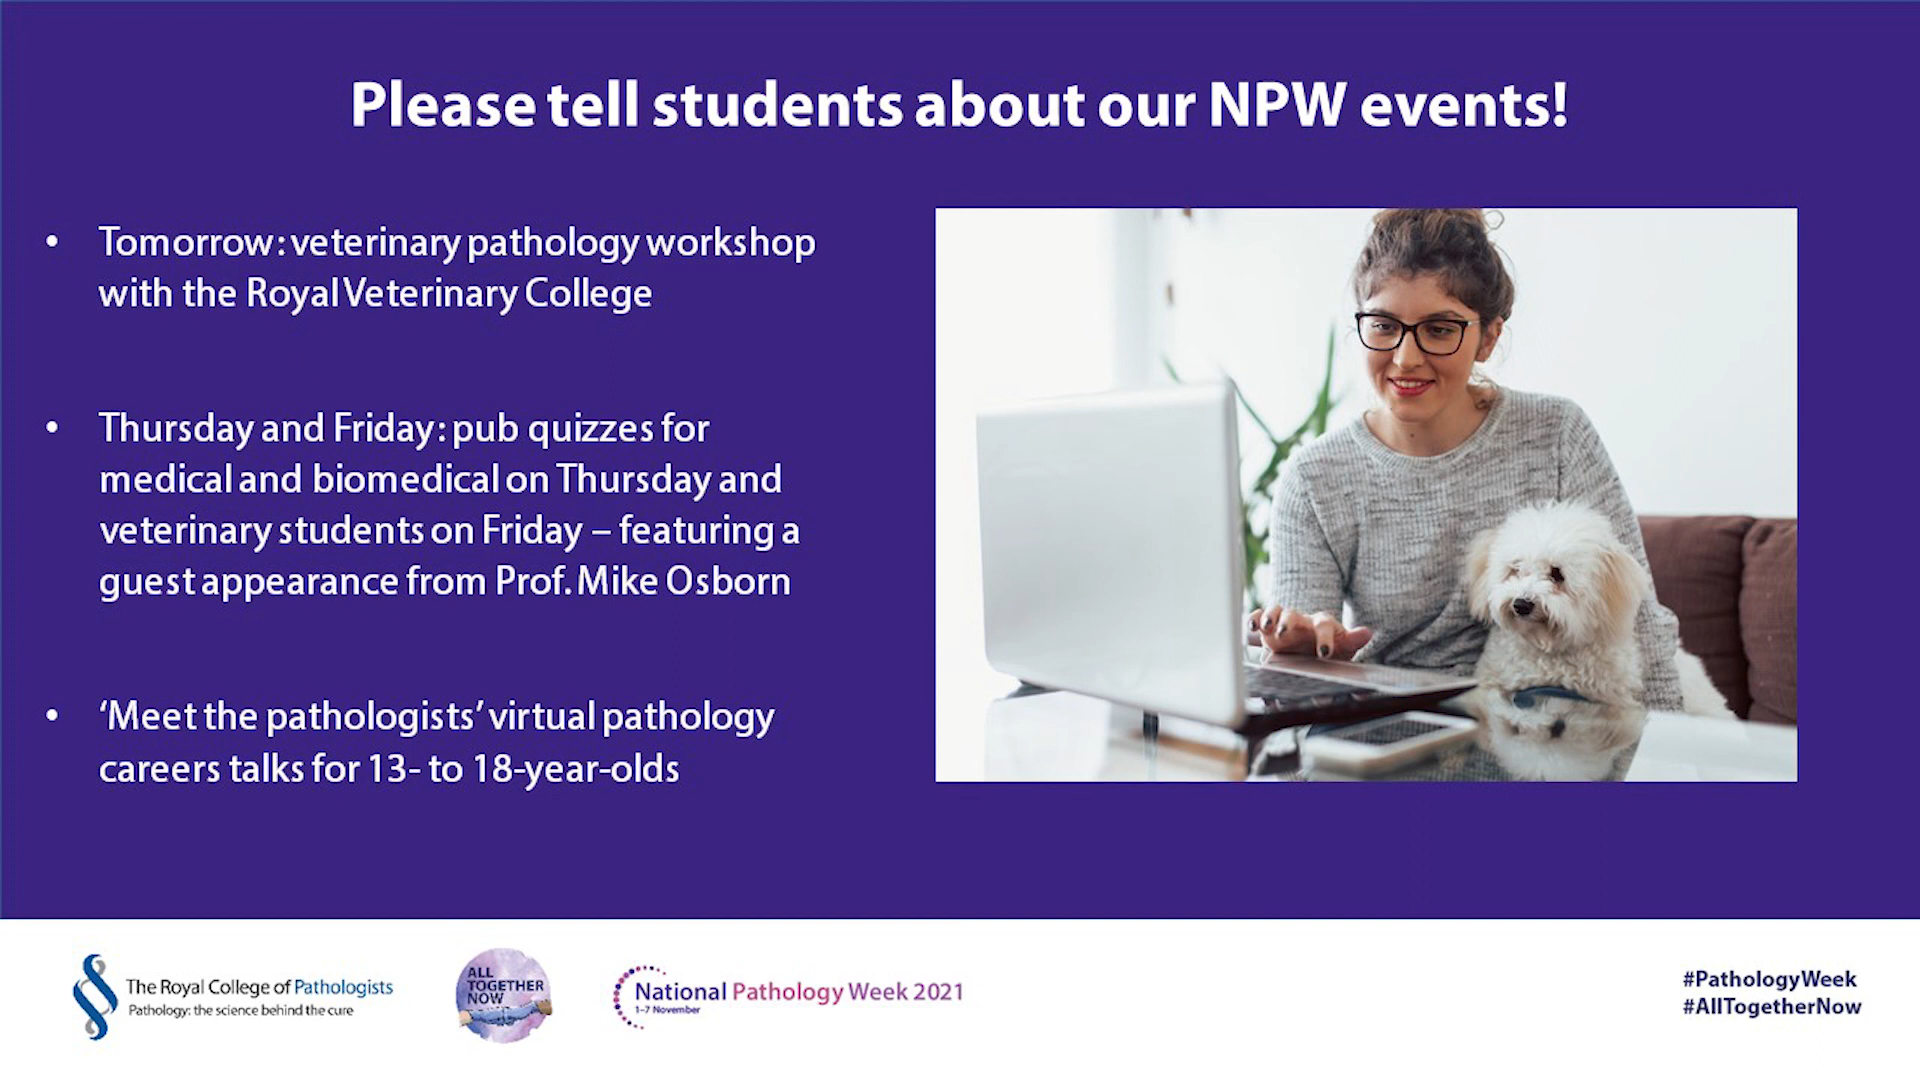 Please tell students about our NPW events!
• Tomorrow: veterinary pathology workshop
with the Royal Veterinary College
• Thursday and Friday: pub quizzes for
medical and biomedical on Thursday and
veterinary students on Friday – featuring a
guest appearance from Prof. Mike Osborn
• ‘Meet the pathologists’ virtual pathology
careers talks for 13- to 18-year-olds
The Royal College of Pathologists
Pathology: the science behind the cure
ALL
TOGETHER
NOW
National Pathology Week 2021
1–7 November
#PathologyWeek
#AllTogetherNow